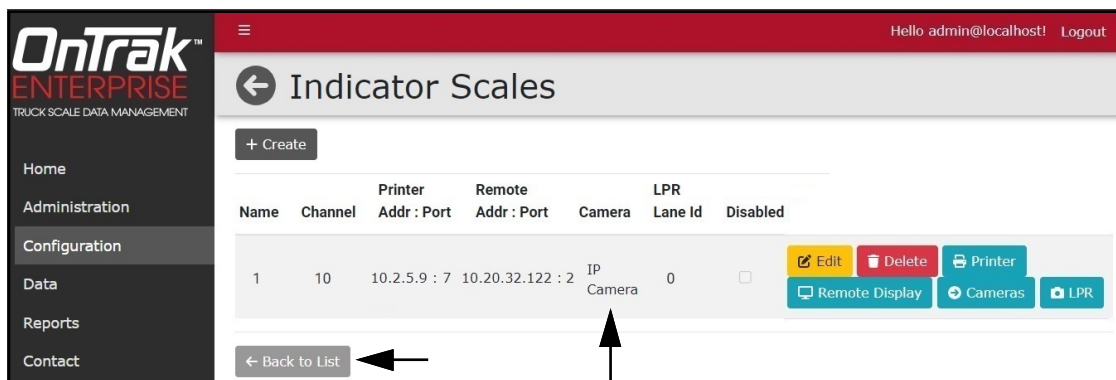 OnTrak™
ENTERPRISE
TRUCK SCALE DATA MANAGEMENT
Home
Administration
Configuration
Data
Reports
Contact
Hello admin@localhost! Logout
Indicator Scales
+ Create
Name Channel Printer Addr : Port Remote Addr : Port Camera LPR Lane Id Disabled
1 10 10.2.5.9 : 7 10.20.32.122 : 2 IP Camera 0
Edit Delete Printer
Remote Display Cameras LPR
← Back to List